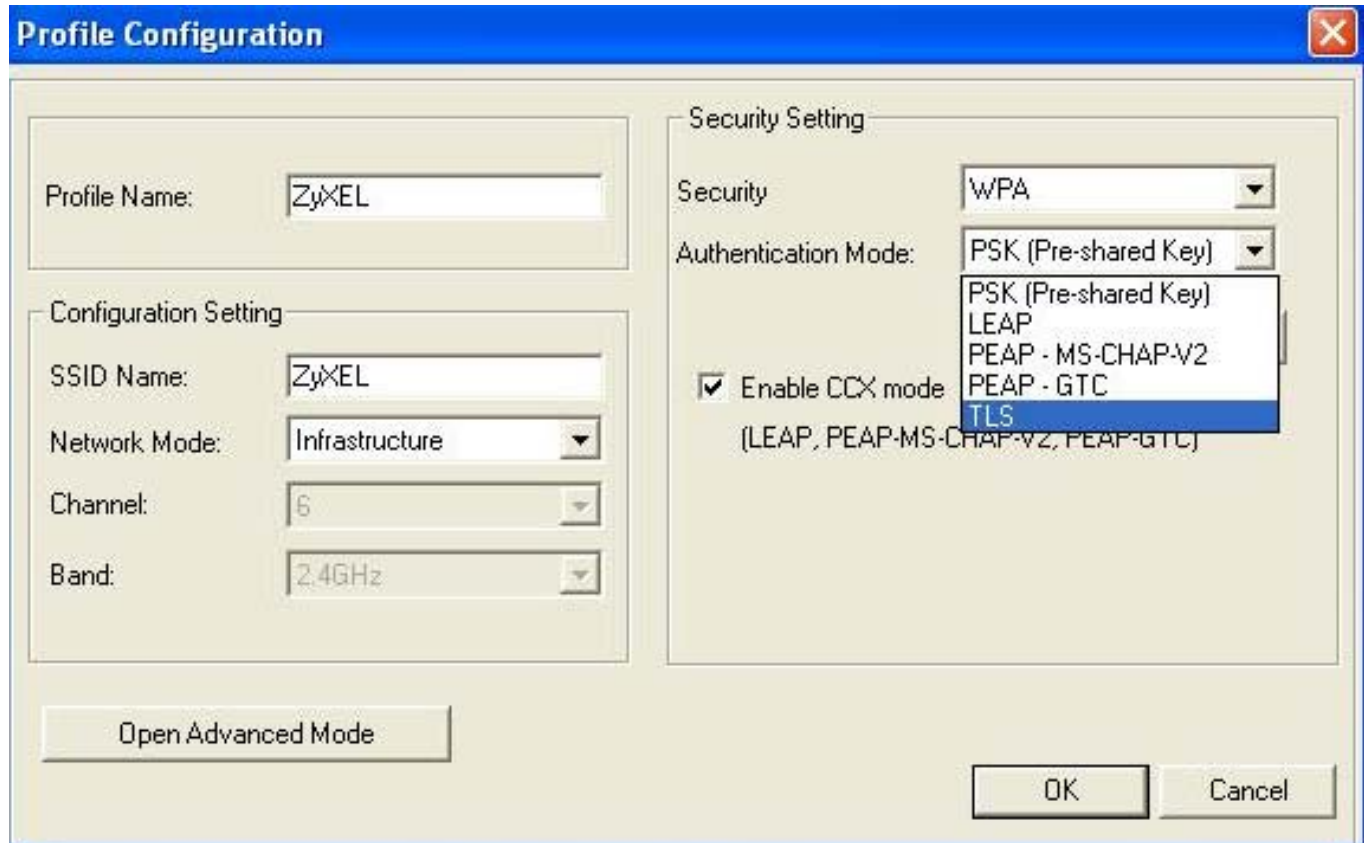 Profile Configuration
Profile Name:
ZyXEL
Configuration Setting
SSID Name:
ZyXEL
Network Mode:
Infrastructure
Channel:
6
Band:
2.4GHz
Open Advanced Mode
Security Setting
Security
WPA
Authentication Mode:
PSK (Pre-shared Key)
PSK (Pre-shared Key)
LEAP
PEAP - MS-CHAP-V2
PEAP - GTC
TLS
Enable CCX mode
(LEAP, PEAP-MS-CHAP-V2, PEAP-GTC)
OK
Cancel